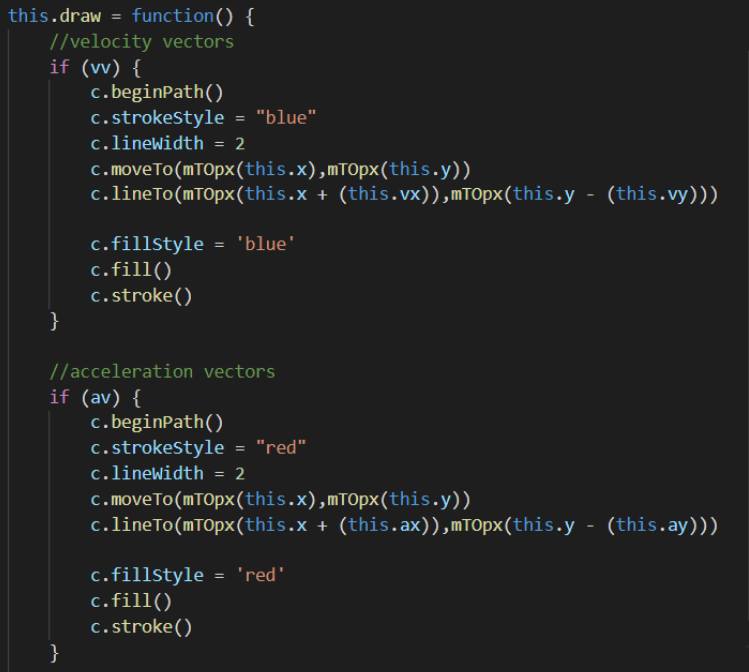 this.draw = function() {
    //velocity vectors
    if (vv) {
        c.beginPath()
        c.strokeStyle = "blue"
        c.lineWidth = 2
        c.moveTo(mTOpx(this.x),mTOpx(this.y))
        c.lineTo(mTOpx(this.x + (this.vx)),mTOpx(this.y - (this.vy)))

        c.fillStyle = 'blue'
        c.fill()
        c.stroke()
    }

    //acceleration vectors
    if (av) {
        c.beginPath()
        c.strokeStyle = "red"
        c.lineWidth = 2
        c.moveTo(mTOpx(this.x),mTOpx(this.y))
        c.lineTo(mTOpx(this.x + (this.ax)),mTOpx(this.y - (this.ay)))

        c.fillStyle = 'red'
        c.fill()
        c.stroke()
    }